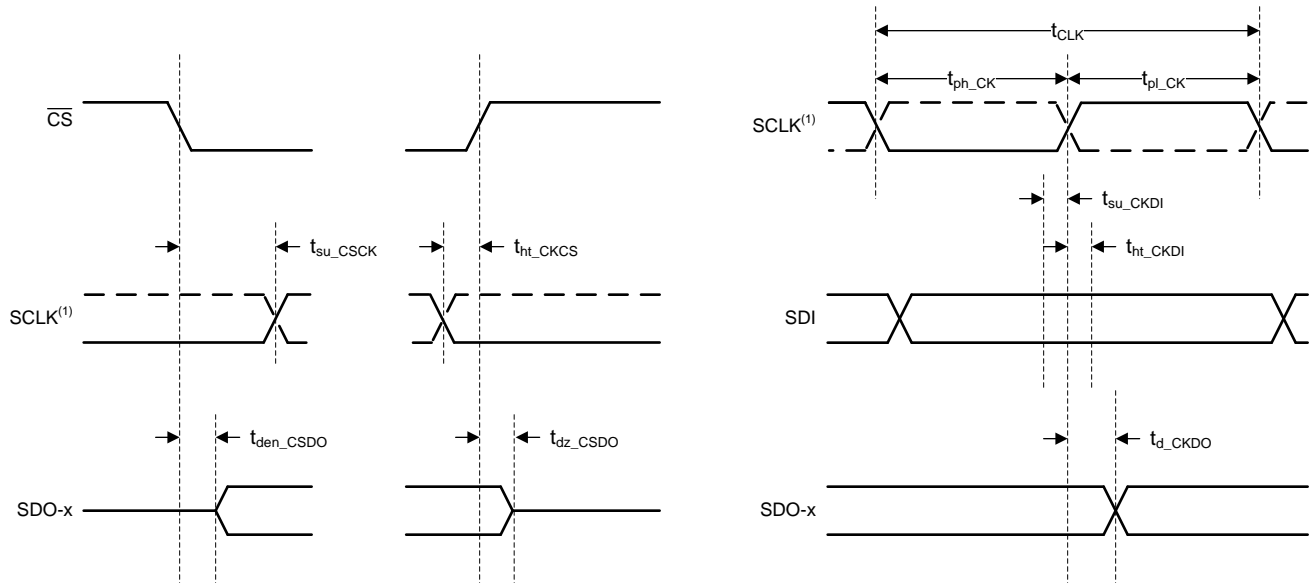 t_CLK
t_ph_CK t_pl_CK
CS SCLK(1)
t_su_CKDI
t_su_CSCK t_ht_CKCS t_ht_CKDI
SCLK(1) SDI
t_den_CSDO t_dz_CSDO t_d_CKDO
SDO-x SDO-x